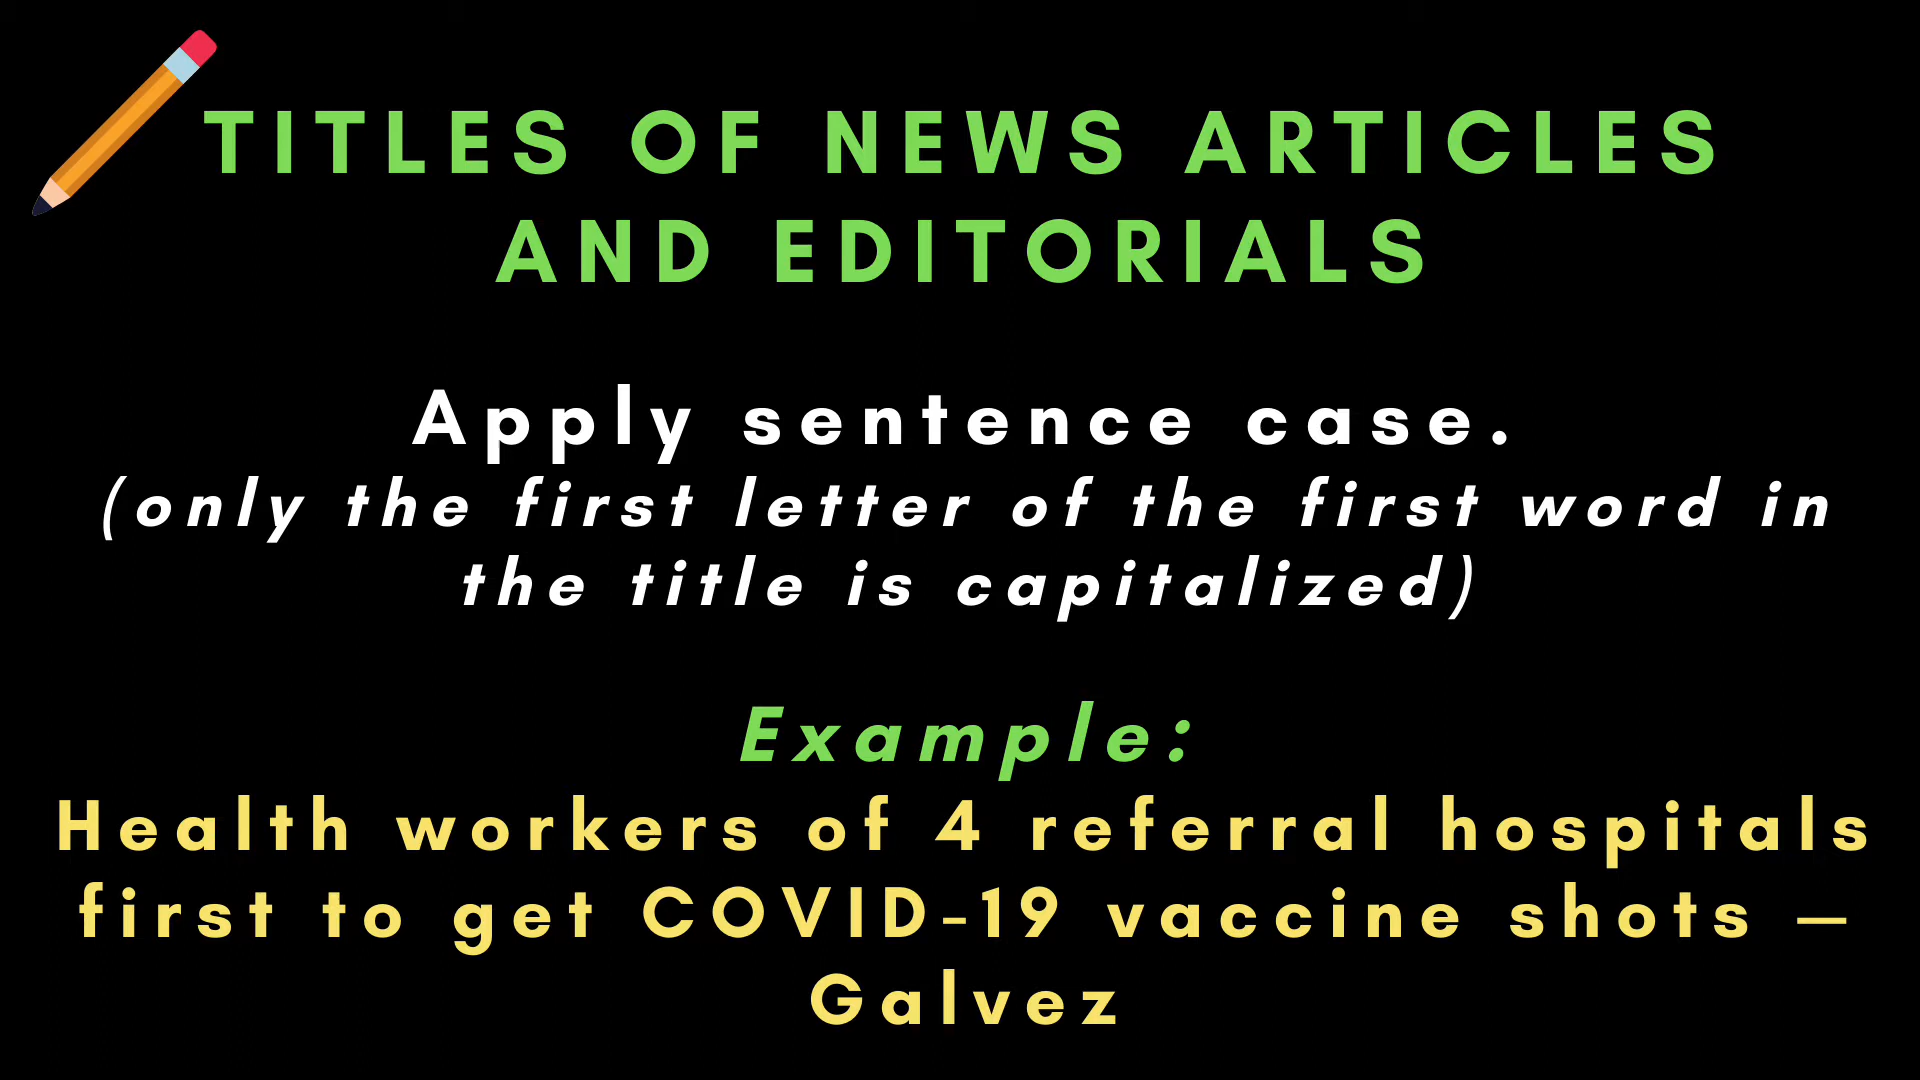 TITLES OF NEWS ARTICLES
AND EDITORIALS
Apply sentence case.
(only the first letter of the first word in
the title is capitalized)
Example:
Health workers of 4 referral hospitals
first to get COVID-19 vaccine shots —
Galvez